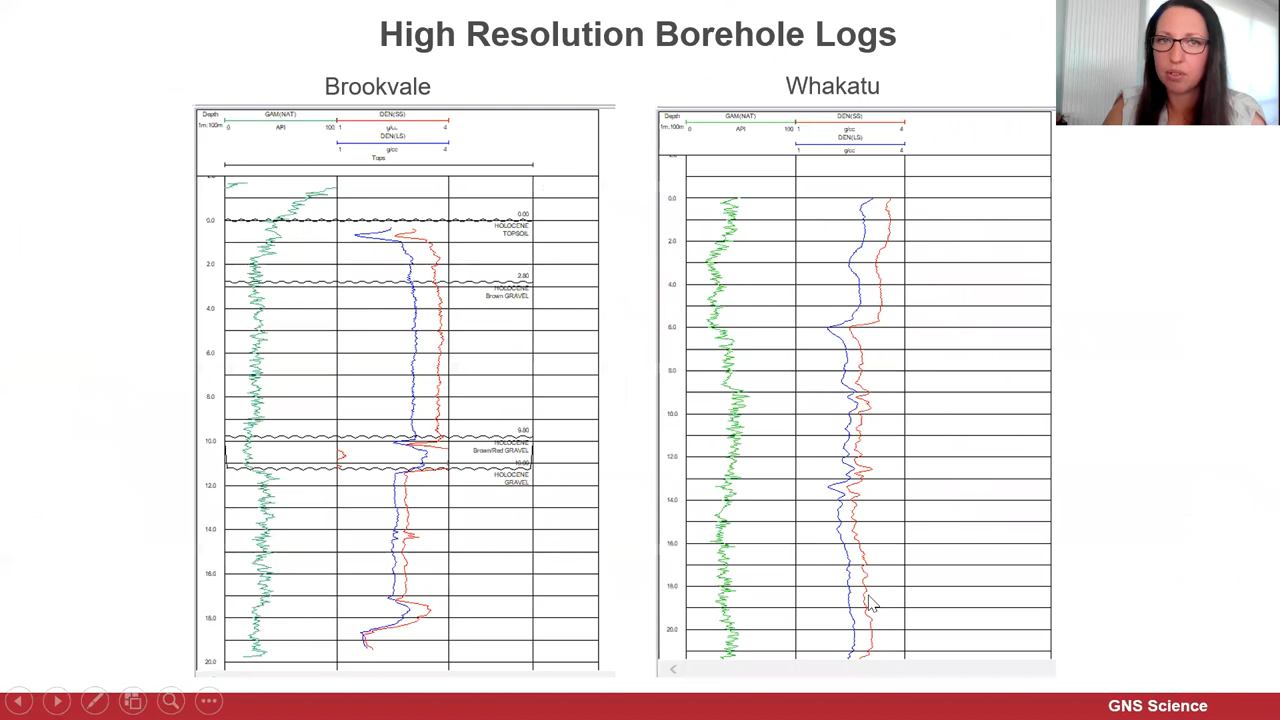 High Resolution Borehole Logs
Brookvale
Depth GAM(NAT) DEN(SS)
1m:100m 0 API 100 1 g/cc 4
DEN(LS)
1 g/cc 4
Tops
0.0
0.00
HOLOCENE
TOPSOIL
2.0
2.80
HOLOCENE
Brown GRAVEL
4.0
6.0
8.0
9.80
10.0
HOLOCENE
Brown/Red GRAVEL
HOLOCENE
GRAVEL
12.0
14.0
16.0
18.0
20.0
Whakatu
Depth GAM(NAT) DEN(SS)
1m:100m 0 API 100 1 g/cc 4
DEN(LS)
1 g/cc 4
0.0
2.0
4.0
6.0
8.0
10.0
12.0
14.0
16.0
18.0
20.0
GNS Science